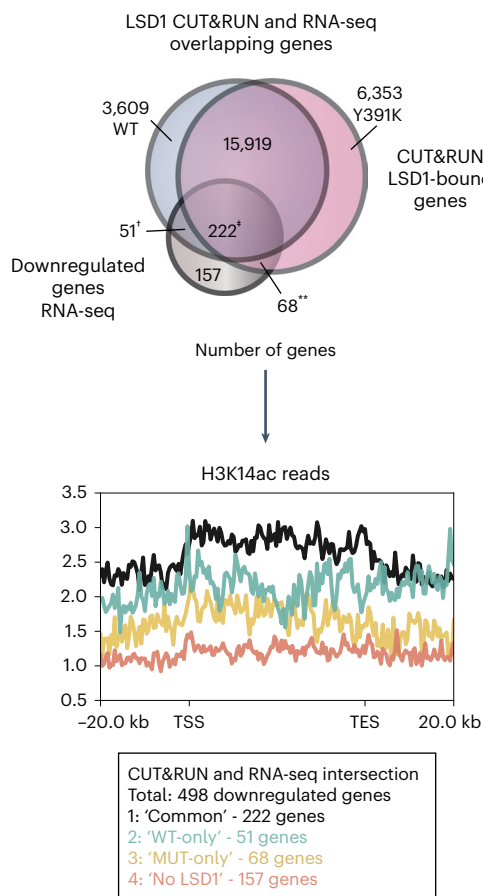 LSD1 CUT&RUN and RNA-seq
overlapping genes
3,609
WT
6,353
Y391K
15,919
CUT&RUN
LSD1-bound
genes
51†
222‡
Downregulated
genes
RNA-seq
157
68**
Number of genes
H3K14ac reads
3.5
3.0
2.5
2.0
1.5
1.0
0.5
–20.0 kb TSS TES 20.0 kb
CUT&RUN and RNA-seq intersection
Total: 498 downregulated genes
1: ‘Common’ - 222 genes
2: ‘WT-only’ - 51 genes
3: ‘MUT-only’ - 68 genes
4: ‘No LSD1’ - 157 genes